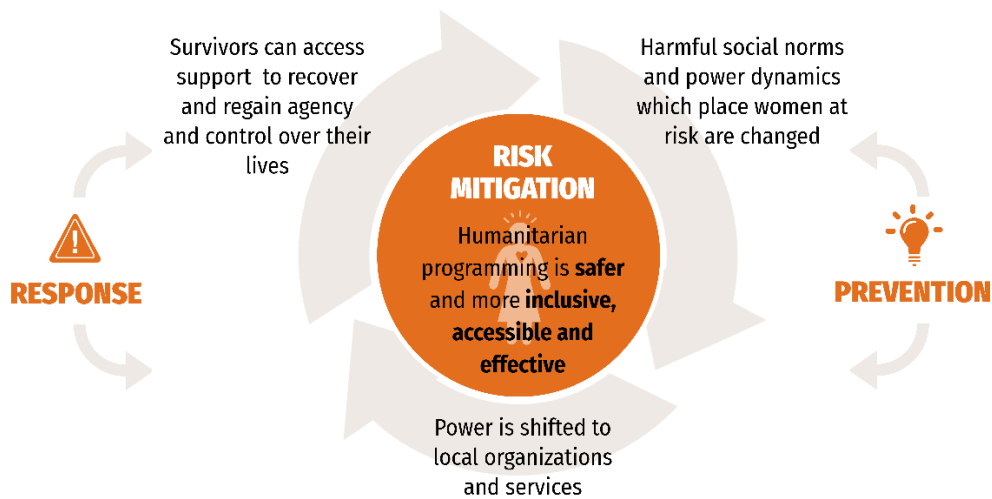 Survivors can access
support to recover
and regain agency
and control over their
lives
Harmful social norms
and power dynamics
which place women at
risk are changed
RISK
MITIGATION
Humanitarian
programming is safer
and more inclusive,
accessible and
effective
RESPONSE
PREVENTION
Power is shifted to
local organizations
and services